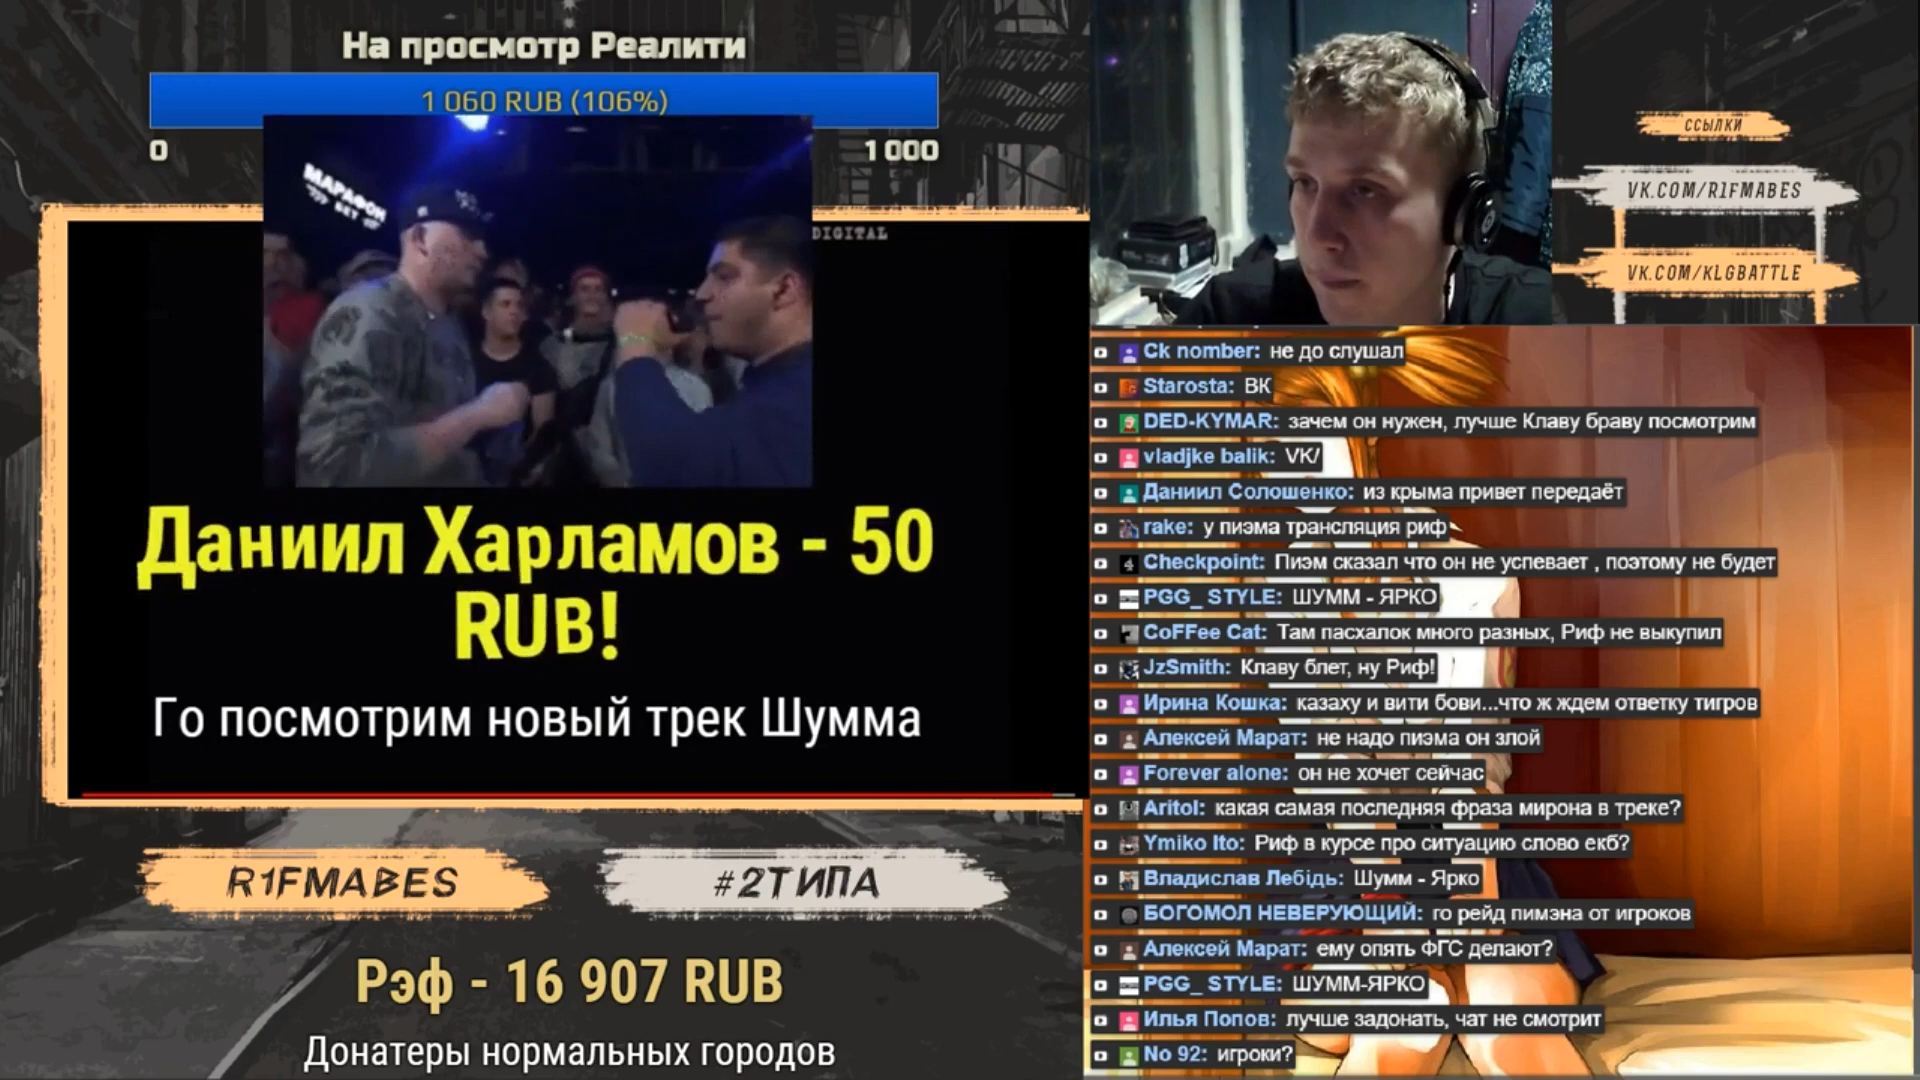 На просмотр Реалити
1 060 RUB (106%)
0
1 000
МАРАФОН
DIGITAL
Даниил Харламов - 50
RUB!
Го посмотрим новый трек Шумма
R1FMABES
#2ТИПА
Рэф - 16 907 RUB
Донатеры нормальных городов
ССЫЛКИ
VK.COM/R1FMABES
VK.COM/KLGBATTLE
Ck nomber: не до слушал
Starosta: ВК
DED-KYMAR: зачем он нужен, лучше Клаву браву посмотрим
vladjke balik: VK/
Даниил Солошенко: из крыма привет передаёт
rake: у пиэма трансляция риф
Checkpoint: Пиэм сказал что он не успевает , поэтому не будет
PGG_ STYLE: ШУММ - ЯРКО
CoFFee Cat: Там пасхалок много разных, Риф не выкупил
JzSmith: Клаву блет, ну Риф!
Ирина Кошка: казаху и вити бови...что ж ждем ответку тигров
Алексей Марат: не надо пиэма он злой
Forever alone: он не хочет сейчас
Aritol: какая самая последняя фраза мирона в треке?
Ymiko Ito: Риф в курсе про ситуацию слово екб?
Владислав Лебідь: Шумм - Ярко
БОГОМОЛ НЕВЕРУЮЩИЙ: го рейд пимэна от игроков
Алексей Марат: ему опять ФГС делают?
PGG_ STYLE: ШУММ-ЯРКО
Илья Попов: лучше задонать, чат не смотрит
No 92: игроки?